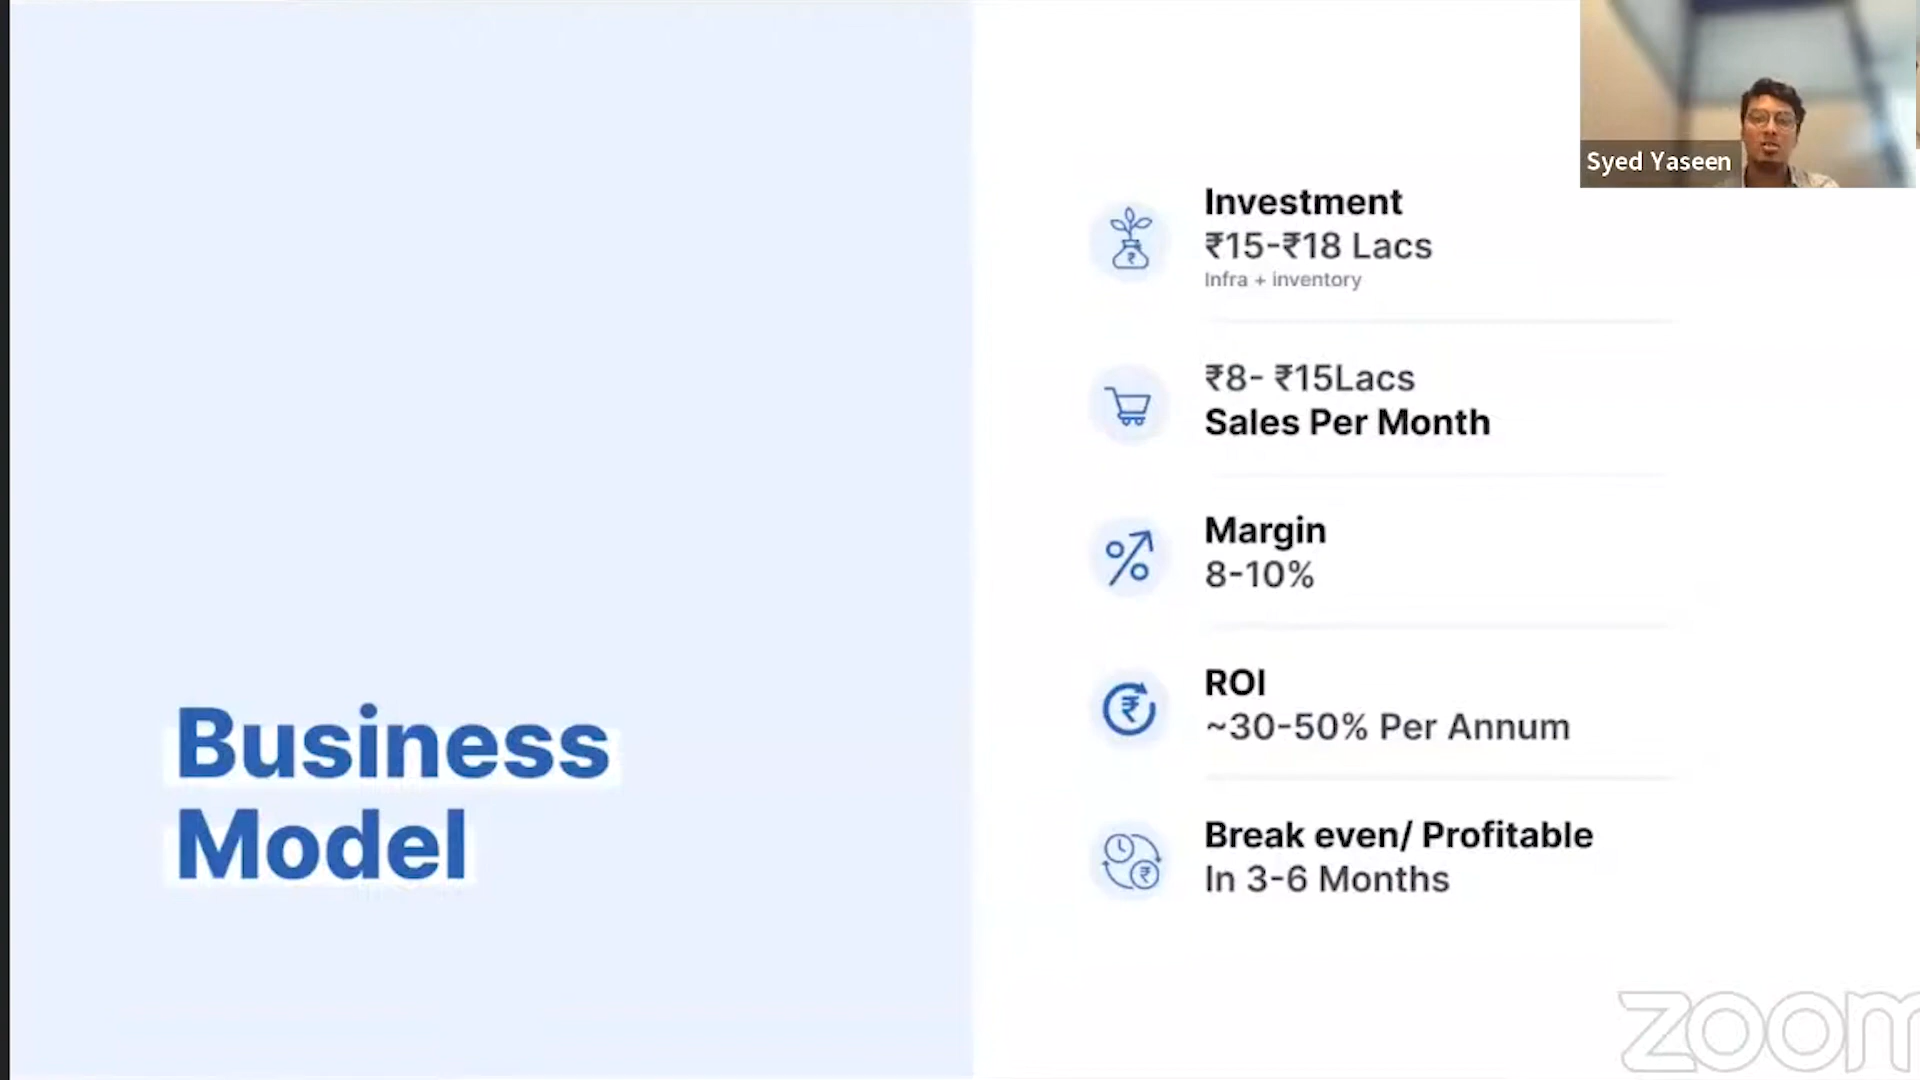 Syed Yaseen
Investment
₹15-₹18 Lacs
Infra + inventory
₹8- ₹15Lacs
Sales Per Month
Margin
8-10%
ROI
~30-50% Per Annum
Break even/ Profitable
In 3-6 Months
Business
Model
zoom